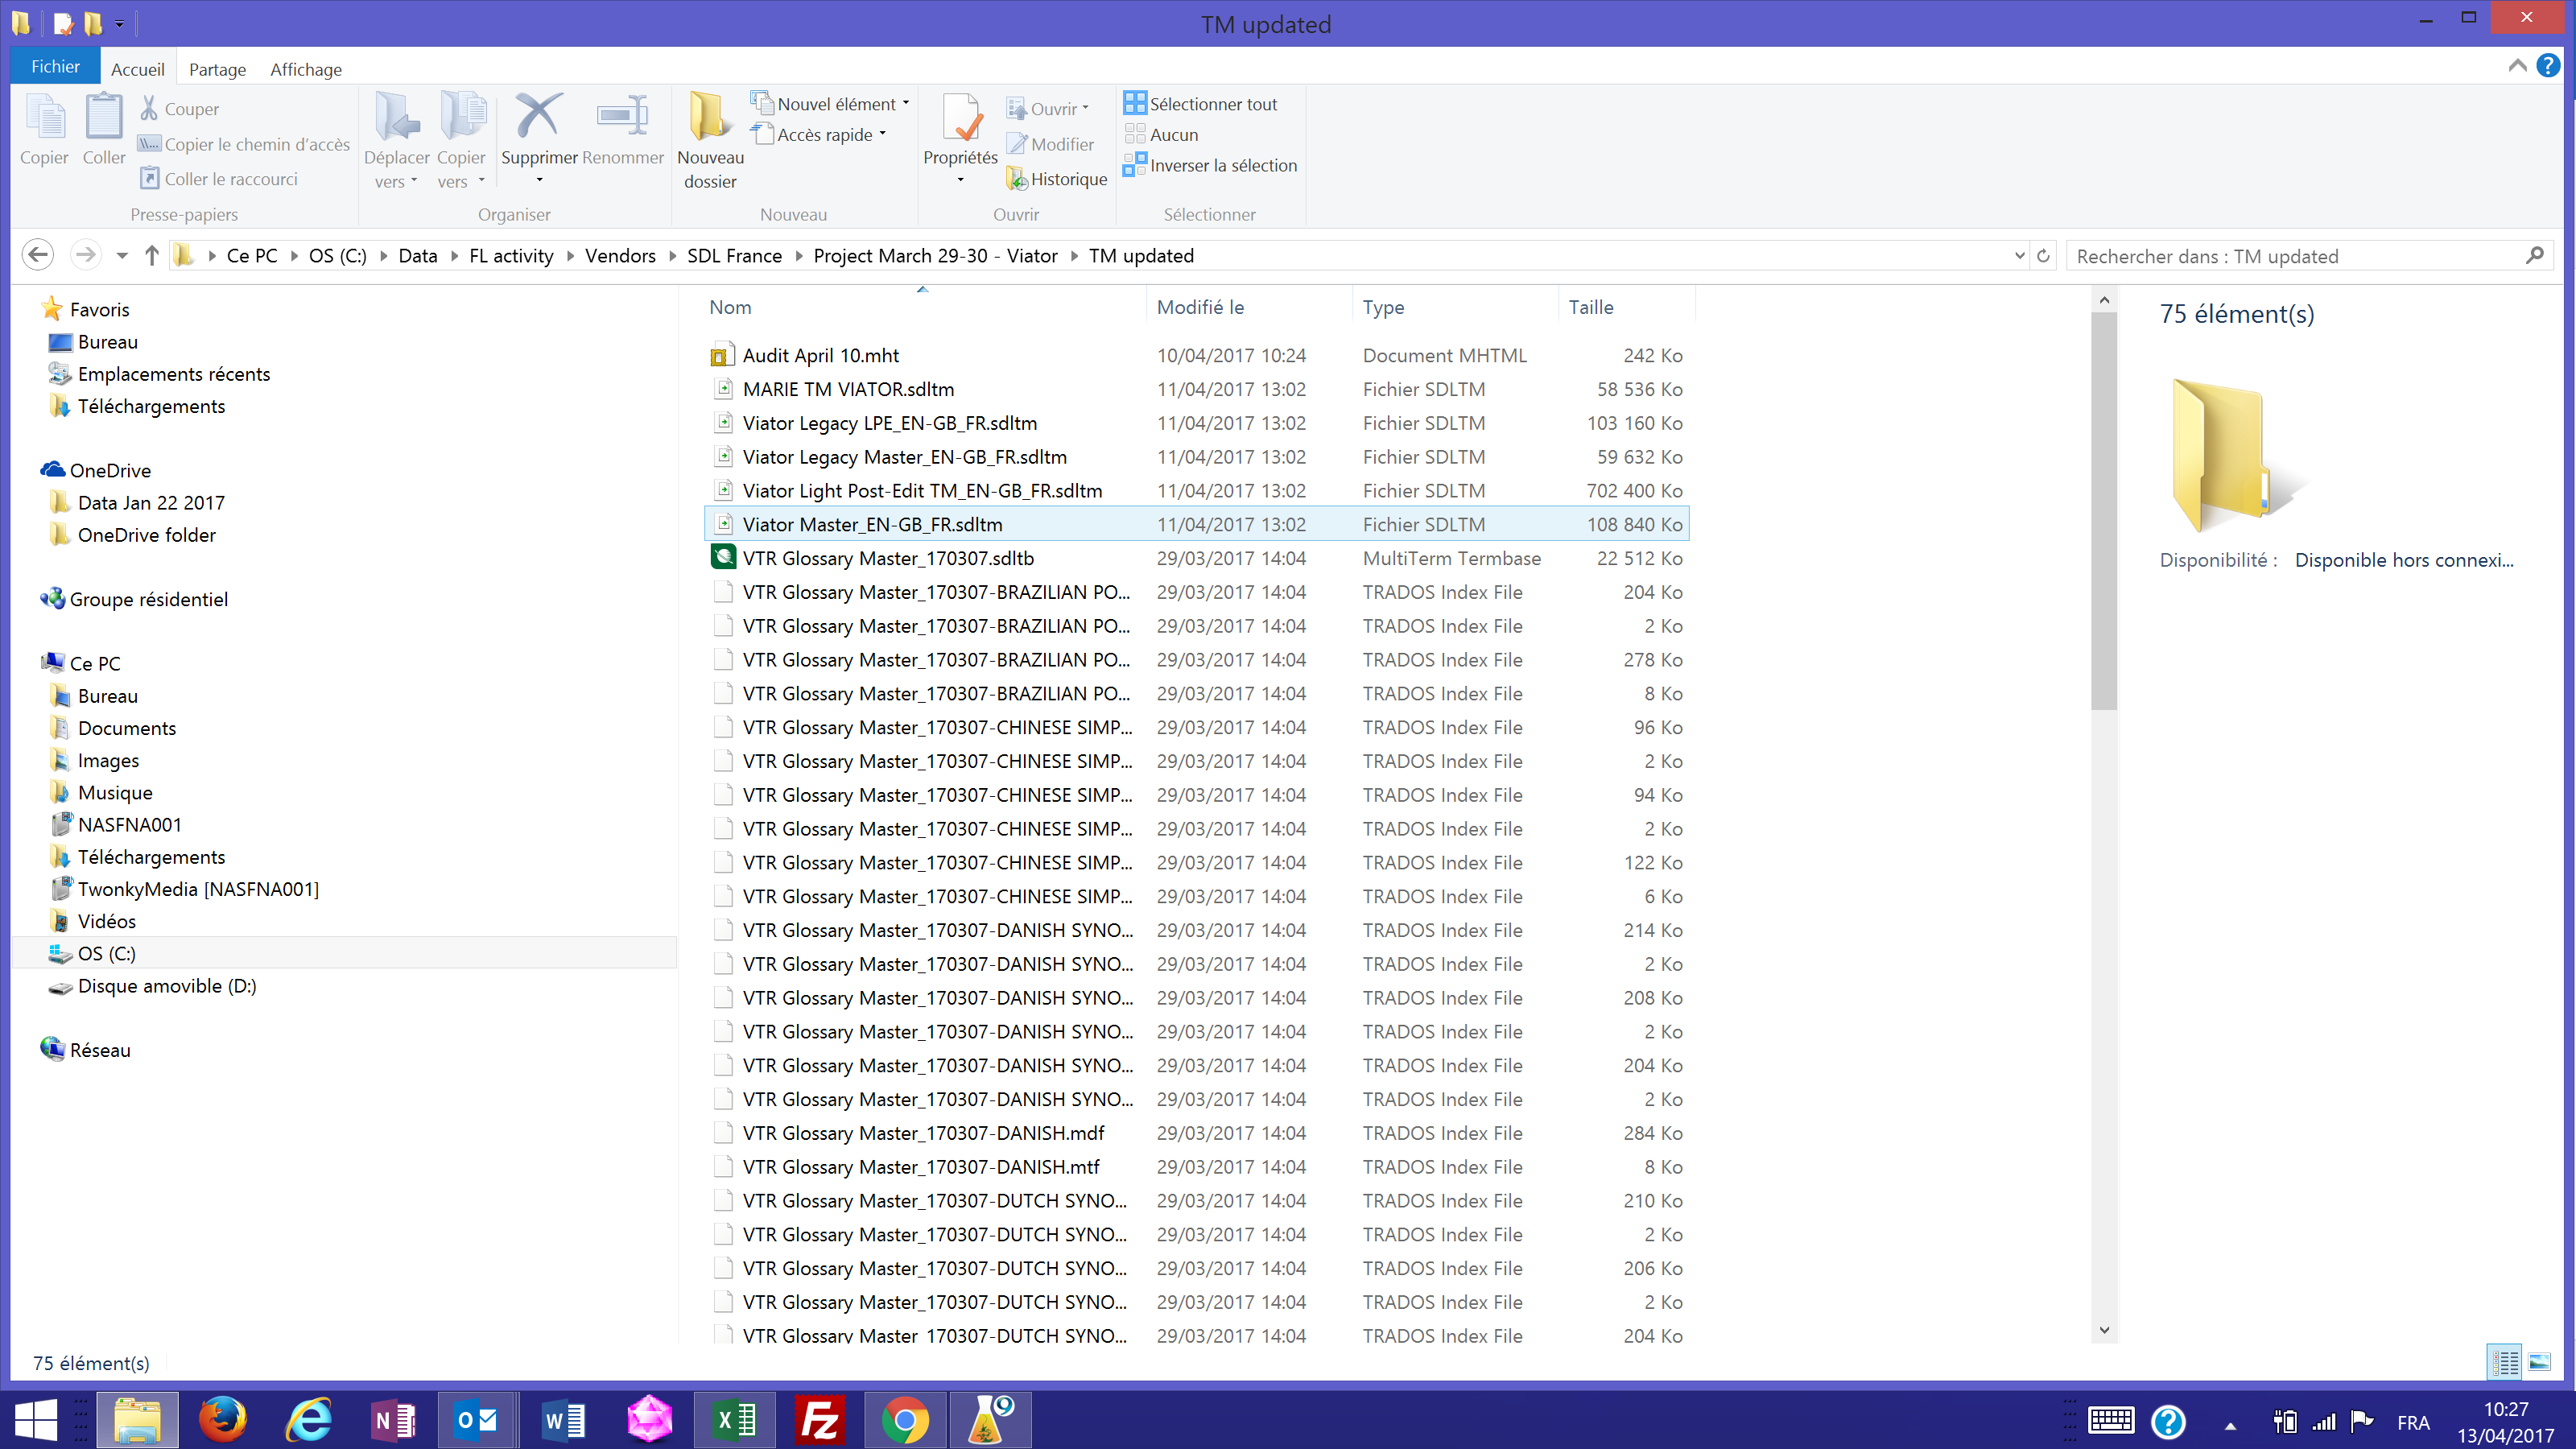 TM updated
Fichier
Accueil
Partage
Affichage
Copier
Coller
Couper
Copier le chemin d'accès
Coller le raccourci
Presse-papiers
Déplacer vers
Copier vers
Supprimer
Renommer
Organiser
Nouveau dossier
Nouvel élément
Accès rapide
Nouveau
Propriétés
Ouvrir
Modifier
Historique
Ouvrir
Sélectionner tout
Aucun
Inverser la sélection
Sélectionner
Ce PC OS (C:) Data FL activity Vendors SDL France Project March 29-30 - Viator TM updated
Rechercher dans : TM updated
Favoris
Bureau
Emplacements récents
Téléchargements
OneDrive
Data Jan 22 2017
OneDrive folder
Groupe résidentiel
Ce PC
Bureau
Documents
Images
Musique
NASFNA001
Téléchargements
TwonkyMedia [NASFNA001]
Vidéos
OS (C:)
Disque amovible (D:)
Réseau
Nom Modifié le Type Taille
Audit April 10.mht 10/04/2017 10:24 Document MHTML 242 Ko
MARIE TM VIATOR.sdltm 11/04/2017 13:02 Fichier SDLTM 58 536 Ko
Viator Legacy LPE_EN-GB_FR.sdltm 11/04/2017 13:02 Fichier SDLTM 103 160 Ko
Viator Legacy Master_EN-GB_FR.sdltm 11/04/2017 13:02 Fichier SDLTM 59 632 Ko
Viator Light Post-Edit TM_EN-GB_FR.sdltm 11/04/2017 13:02 Fichier SDLTM 702 400 Ko
Viator Master_EN-GB_FR.sdltm 11/04/2017 13:02 Fichier SDLTM 108 840 Ko
VTR Glossary Master_170307.sdltb 29/03/2017 14:04 MultiTerm Termbase 22 512 Ko
VTR Glossary Master_170307-BRAZILIAN PO... 29/03/2017 14:04 TRADOS Index File 204 Ko
VTR Glossary Master_170307-BRAZILIAN PO... 29/03/2017 14:04 TRADOS Index File 2 Ko
VTR Glossary Master_170307-BRAZILIAN PO... 29/03/2017 14:04 TRADOS Index File 278 Ko
VTR Glossary Master_170307-BRAZILIAN PO... 29/03/2017 14:04 TRADOS Index File 8 Ko
VTR Glossary Master_170307-CHINESE SIMP... 29/03/2017 14:04 TRADOS Index File 96 Ko
VTR Glossary Master_170307-CHINESE SIMP... 29/03/2017 14:04 TRADOS Index File 2 Ko
VTR Glossary Master_170307-CHINESE SIMP... 29/03/2017 14:04 TRADOS Index File 94 Ko
VTR Glossary Master_170307-CHINESE SIMP... 29/03/2017 14:04 TRADOS Index File 2 Ko
VTR Glossary Master_170307-CHINESE SIMP... 29/03/2017 14:04 TRADOS Index File 122 Ko
VTR Glossary Master_170307-CHINESE SIMP... 29/03/2017 14:04 TRADOS Index File 6 Ko
VTR Glossary Master_170307-DANISH SYNO... 29/03/2017 14:04 TRADOS Index File 214 Ko
VTR Glossary Master_170307-DANISH SYNO... 29/03/2017 14:04 TRADOS Index File 2 Ko
VTR Glossary Master_170307-DANISH SYNO... 29/03/2017 14:04 TRADOS Index File 208 Ko
VTR Glossary Master_170307-DANISH SYNO... 29/03/2017 14:04 TRADOS Index File 2 Ko
VTR Glossary Master_170307-DANISH SYNO... 29/03/2017 14:04 TRADOS Index File 204 Ko
VTR Glossary Master_170307-DANISH SYNO... 29/03/2017 14:04 TRADOS Index File 2 Ko
VTR Glossary Master_170307-DANISH.mdf 29/03/2017 14:04 TRADOS Index File 284 Ko
VTR Glossary Master_170307-DANISH.mtf 29/03/2017 14:04 TRADOS Index File 8 Ko
VTR Glossary Master_170307-DUTCH SYNO... 29/03/2017 14:04 TRADOS Index File 210 Ko
VTR Glossary Master_170307-DUTCH SYNO... 29/03/2017 14:04 TRADOS Index File 2 Ko
VTR Glossary Master_170307-DUTCH SYNO... 29/03/2017 14:04 TRADOS Index File 206 Ko
VTR Glossary Master_170307-DUTCH SYNO... 29/03/2017 14:04 TRADOS Index File 2 Ko
VTR Glossary Master_170307-DUTCH SYNO... 29/03/2017 14:04 TRADOS Index File 204 Ko
75 élément(s)
Disponibilité : Disponible hors connexi...
75 élément(s)
FRA
10:27
13/04/2017